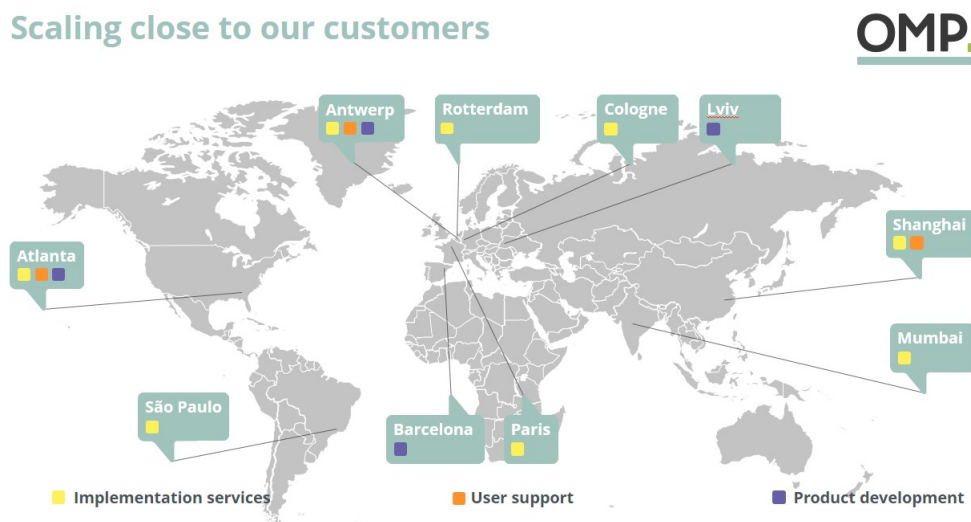 Scaling close to our customers
OMP.
Antwerp
Rotterdam
Cologne
Lviv
Shanghai
Atlanta
Mumbai
São Paulo
Barcelona
Paris
Implementation services
User support
Product development